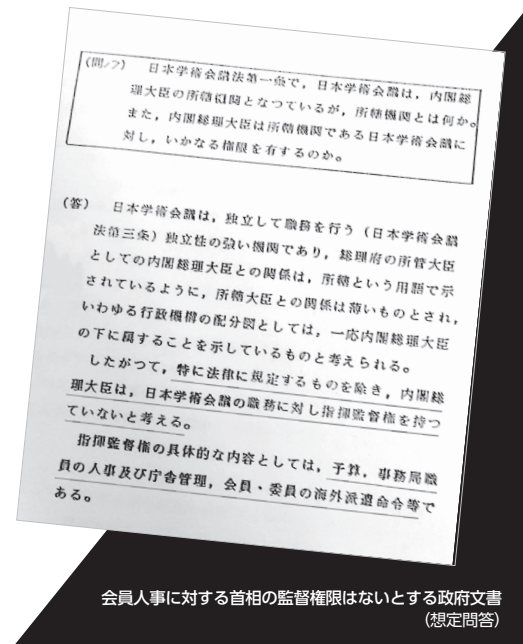 (問/7) 日本学術会議法第一条で,日本学術会議は,内閣総
理大臣の所轄機関となつているが,所轄機関とは何か。
また,内閣総理大臣は所轄機関である日本学術会議に
対し,いかなる権限を有するのか。
(答) 日本学術会議は,独立して職務を行う(日本学術会議
法第三条)独立性の強い機関であり,総理府の所管大臣
としての内閣総理大臣との関係は,所轄という用語で示
されているように,所轄大臣との関係は薄いものとされ,
いわゆる行政機構の配分図としては,一応内閣総理大臣
の下に属することを示しているものと考えられる。
したがつて,特に法律に規定するものを除き,内閣総
理大臣は,日本学術会議の職務に対し指揮監督権を持つ
ていないと考える。
指揮監督権の具体的な内容としては,予算,事務局職
員の人事及び庁舎管理,会員・委員の海外派遣命令等で
ある。
会員人事に対する首相の監督権限はないとする政府文書
(想定問答)